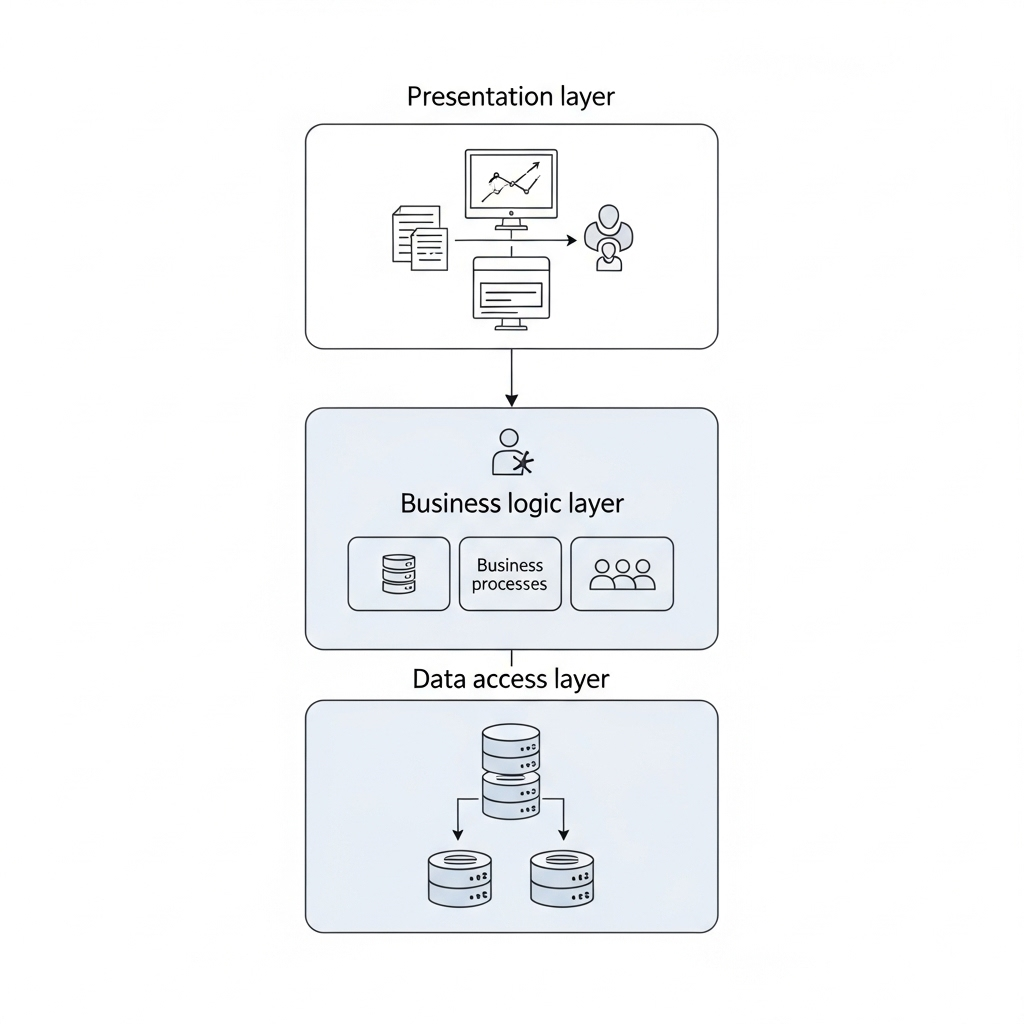 Presentation layer
Business logic layer
Business
processes
Data access layer